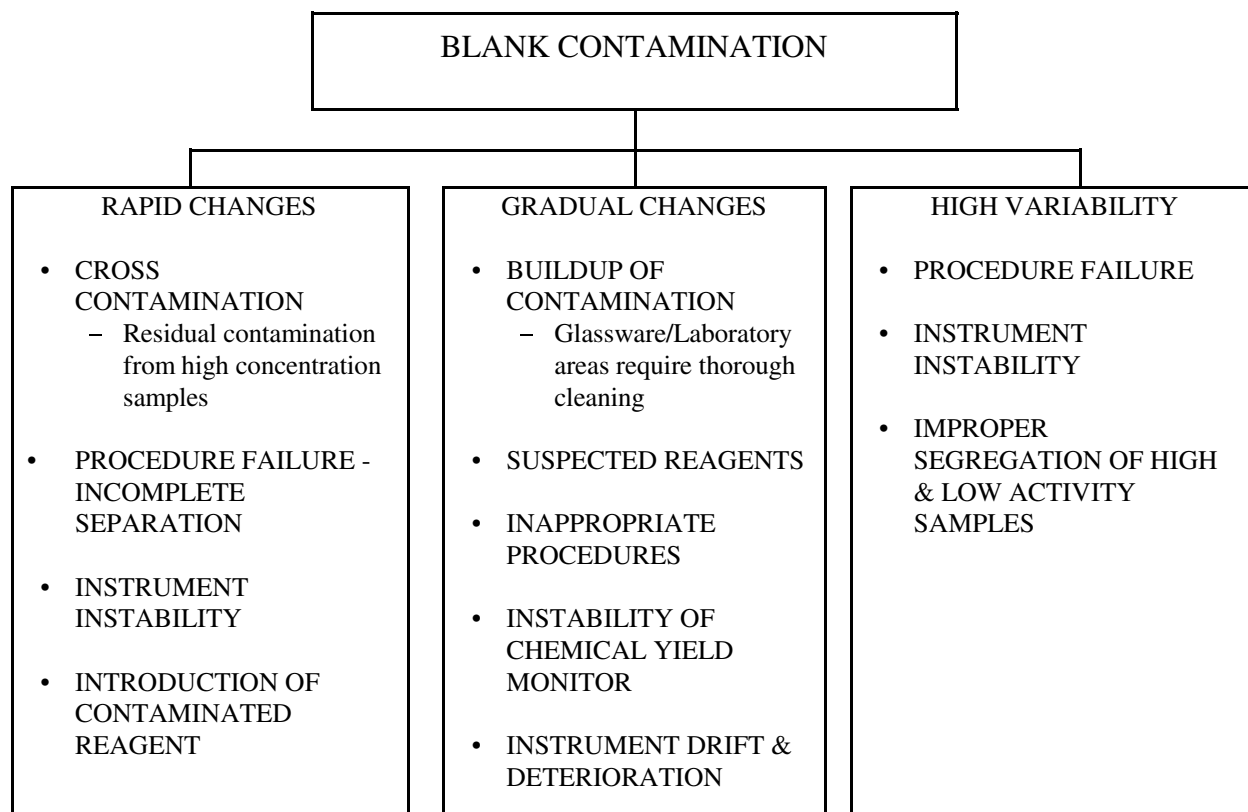 BLANK CONTAMINATION
RAPID CHANGES
• CROSS
CONTAMINATION
– Residual contamination
from high concentration
samples
• PROCEDURE FAILURE -
INCOMPLETE
SEPARATION
• INSTRUMENT
INSTABILITY
• INTRODUCTION OF
CONTAMINATED
REAGENT
GRADUAL CHANGES
• BUILDUP OF
CONTAMINATION
– Glassware/Laboratory
areas require thorough
cleaning
• SUSPECTED REAGENTS
• INAPPROPRIATE
PROCEDURES
• INSTABILITY OF
CHEMICAL YIELD
MONITOR
• INSTRUMENT DRIFT &
DETERIORATION
HIGH VARIABILITY
• PROCEDURE FAILURE
• INSTRUMENT
INSTABILITY
• IMPROPER
SEGREGATION OF HIGH
& LOW ACTIVITY
SAMPLES